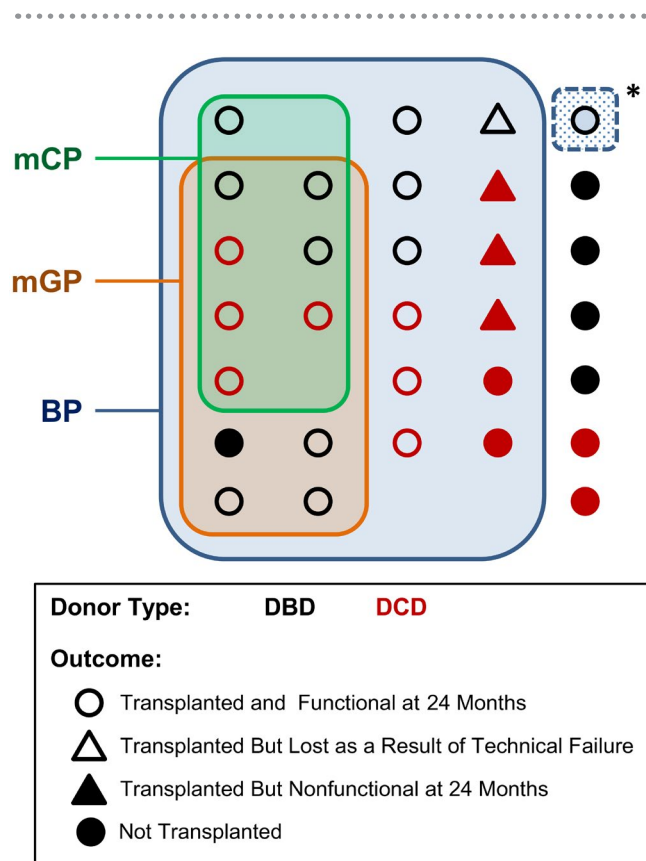 *
mCP
mGP
BP
Donor Type: DBD DCD
Outcome:
Transplanted and Functional at 24 Months
Transplanted But Lost as a Result of Technical Failure
Transplanted But Nonfunctional at 24 Months
Not Transplanted